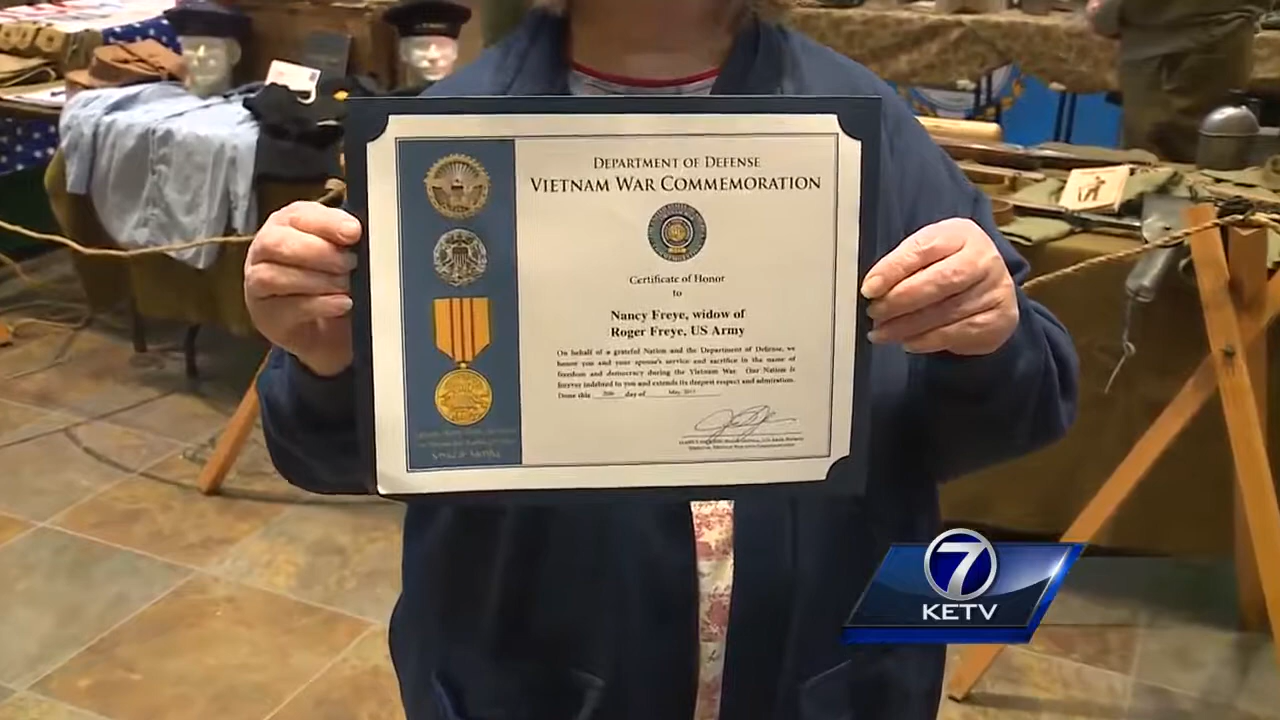 DEPARTMENT OF DEFENSE
VIETNAM WAR COMMEMORATION
Certificate of Honor
to
Nancy Freye, widow of
Roger Freye, US Army
On behalf of a grateful Nation and the Department of Defense, we
honor you and your spouse's service and sacrifice in the name of
freedom and democracy during the Vietnam War. Our Nation is
forever indebted to you and extends its deepest respect and admiration.
Done this 20th day of May, 2017
7
KETV